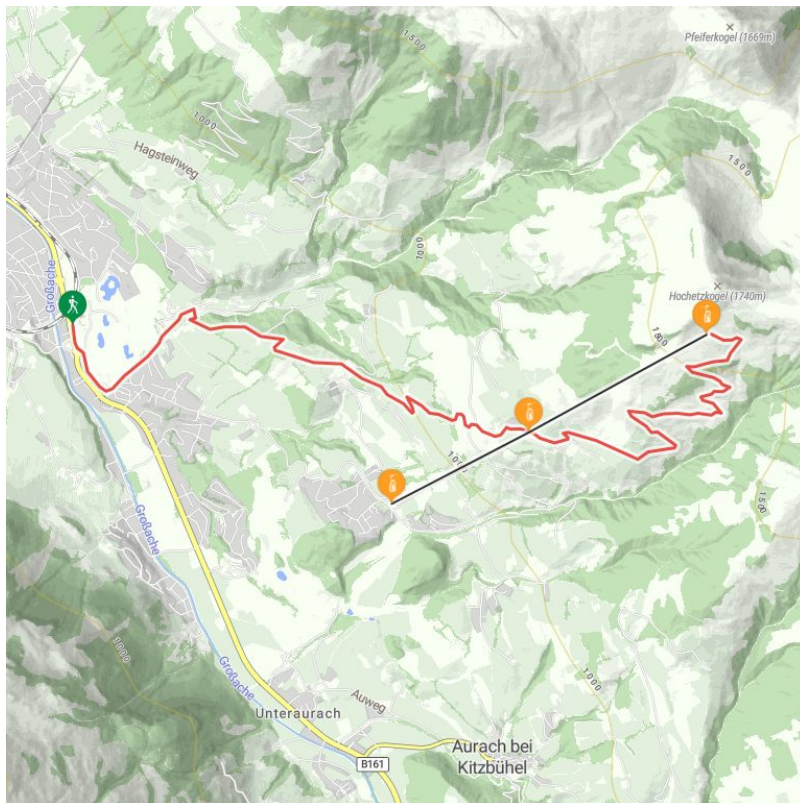 1500
Pfeiferkogel (1669m)
1000
Hagsteinweg
1500
1000
Großache
Hochetzkogel (1740m)
1500
1000
1500
Großache
1000
1000
Großache
Auweg
Unteraurach
Aurach bei
Kitzbühel
B161